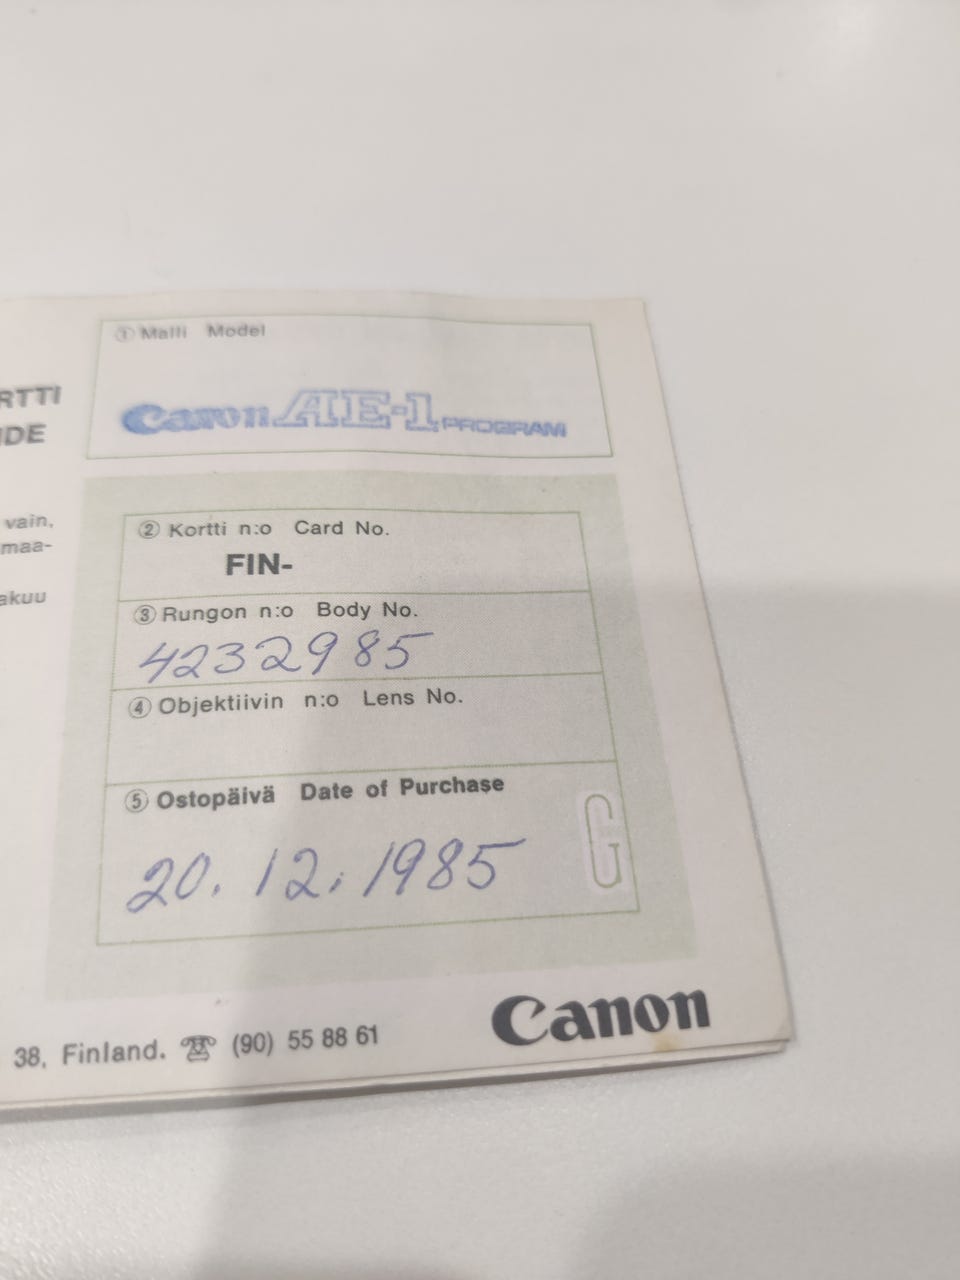 ① Malli Model
Canon AE-1 PROGRAM
RTTI
IDE
vain,
maa-
akuu
② Kortti n:o Card No.
FIN-
③ Rungon n:o Body No.
4232985
④ Objektiivin n:o Lens No.
⑤ Ostopäivä Date of Purchase
20.12.1985
G
38, Finland. ☎ (90) 55 88 61
Canon